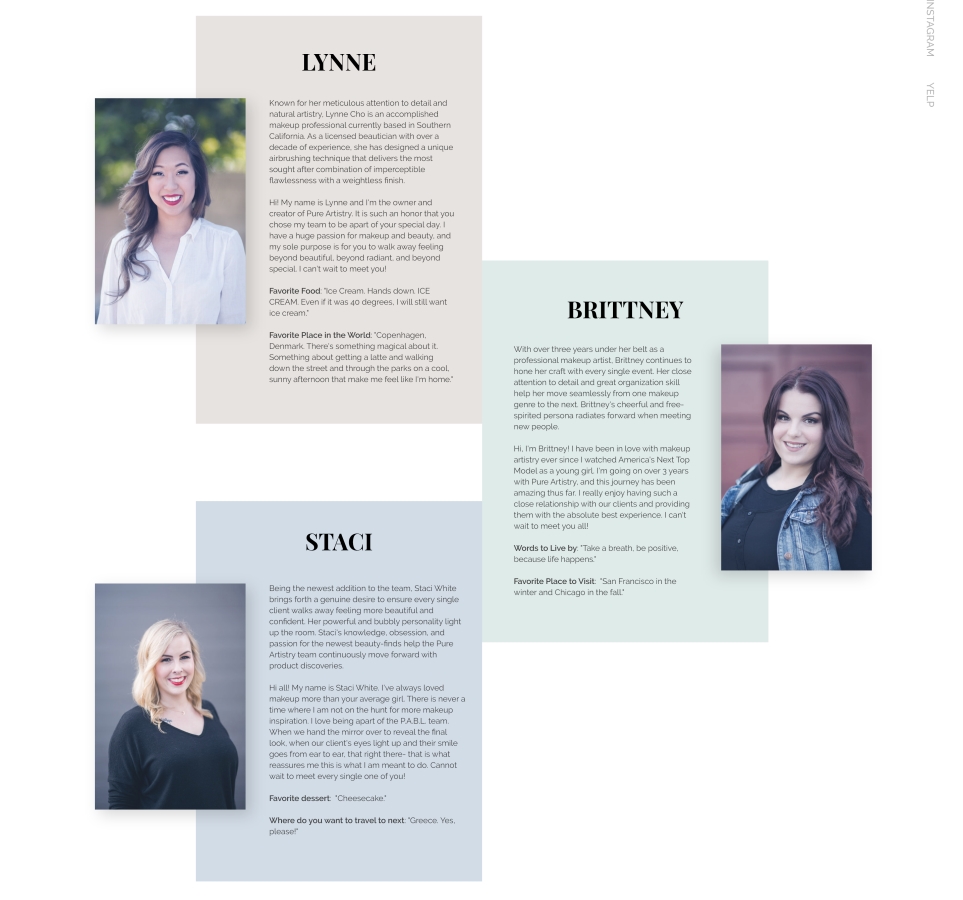 INSTAGRAM
YELP
LYNNE
Known for her meticulous attention to detail and
natural artistry, Lynne Cho is an accomplished
makeup professional currently based in Southern
California. As a licensed beautician with over a
decade of experience, she has designed a unique
airbrushing technique that delivers the most
sought after combination of imperceptible
flawlessness with a weightless finish.
Hi! My name is Lynne and I'm the owner and
creator of Pure Artistry. It is such an honor that you
chose my team to be apart of your special day. I
have a huge passion for makeup and beauty, and
my sole purpose is for you to walk away feeling
beyond beautiful, beyond radiant, and beyond
special. I can't wait to meet you!
Favorite Food: "Ice Cream. Hands down. ICE
CREAM. Even if it was 40 degrees, I will still want
ice cream."
Favorite Place in the World: "Copenhagen,
Denmark. There's something magical about it.
Something about getting a latte and walking
down the street and through the parks on a cool,
sunny afternoon that make me feel like I'm home."
BRITTNEY
With over three years under her belt as a
professional makeup artist, Brittney continues to
hone her craft with every single event. Her close
attention to detail and great organization skill
help her move seamlessly from one makeup
genre to the next. Brittney's cheerful and free-
spirited persona radiates forward when meeting
new people.
Hi, I'm Brittney! I have been in love with makeup
artistry ever since I watched America's Next Top
Model as a young girl. I'm going on over 3 years
with Pure Artistry, and this journey has been
amazing thus far. I really enjoy having such a
close relationship with our clients and providing
them with the absolute best experience. I can't
wait to meet you all!
Words to Live by: "Take a breath, be positive,
because life happens."
Favorite Place to Visit: "San Francisco in the
winter and Chicago in the fall."
STACI
Being the newest addition to the team, Staci White
brings forth a genuine desire to ensure every single
client walks away feeling more beautiful and
confident. Her powerful and bubbly personality light
up the room. Staci's knowledge, obsession, and
passion for the newest beauty-finds help the Pure
Artistry team continuously move forward with
product discoveries.
Hi all! My name is Staci White, I've always loved
makeup more than your average girl. There is never a
time where I am not on the hunt for more makeup
inspiration. I love being apart of the P.A.B.L. team.
When we hand the mirror over to reveal the final
look, when our client's eyes light up and their smile
goes from ear to ear, that right there- that is what
reassures me this is what I am meant to do. Cannot
wait to meet every single one of you!
Favorite dessert: "Cheesecake."
Where do you want to travel to next: "Greece. Yes,
please!"